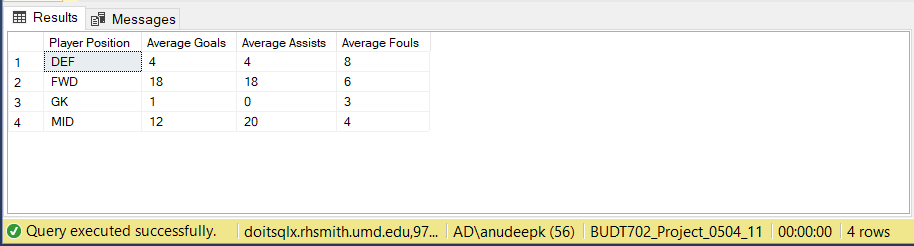 Results Messages
Player Position Average Goals Average Assists Average Fouls
1 DEF 4 4 8
2 FWD 18 18 6
3 GK 1 0 3
4 MID 12 20 4
Query executed successfully. doitsqlx.rhsmith.umd.edu,97... AD\anudeepk (56) BUDT702_Project_0504_11 00:00:00 4 rows